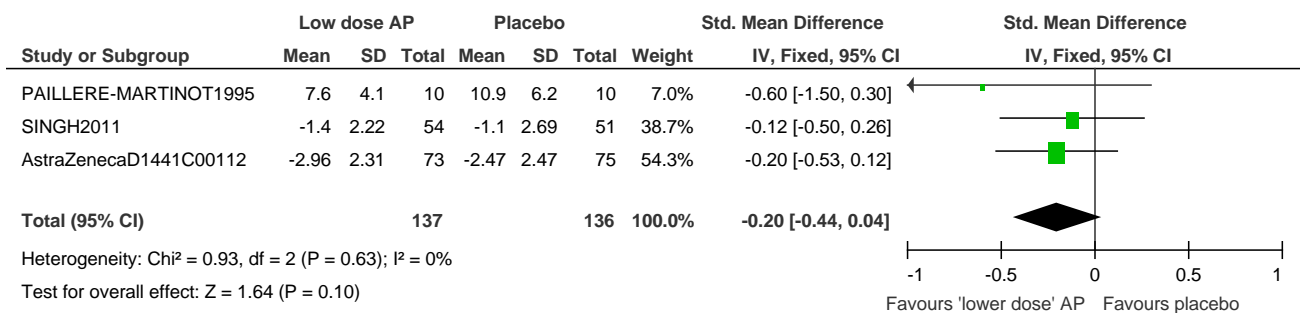 Low dose AP Placebo Std. Mean Difference Std. Mean Difference
Study or Subgroup Mean SD Total Mean SD Total Weight IV, Fixed, 95% CI IV, Fixed, 95% CI
PAILLERE-MARTINOT1995 7.6 4.1 10 10.9 6.2 10 7.0% -0.60 [-1.50, 0.30]
SINGH2011 -1.4 2.22 54 -1.1 2.69 51 38.7% -0.12 [-0.50, 0.26]
AstraZenecaD1441C00112 -2.96 2.31 73 -2.47 2.47 75 54.3% -0.20 [-0.53, 0.12]
Total (95% CI) 137 136 100.0% -0.20 [-0.44, 0.04]
Heterogeneity: Chi² = 0.93, df = 2 (P = 0.63); I² = 0%
Test for overall effect: Z = 1.64 (P = 0.10)
-1 -0.5 0 0.5 1
Favours 'lower dose' AP Favours placebo